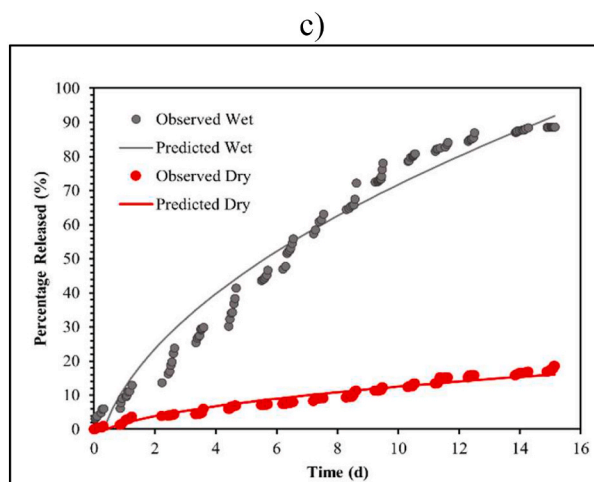 c)
100
90
80
70
60
50
40
30
20
10
0
Percentage Released (%)
Observed Wet
Predicted Wet
Observed Dry
Predicted Dry
0 2 4 6 8 10 12 14 16
Time (d)